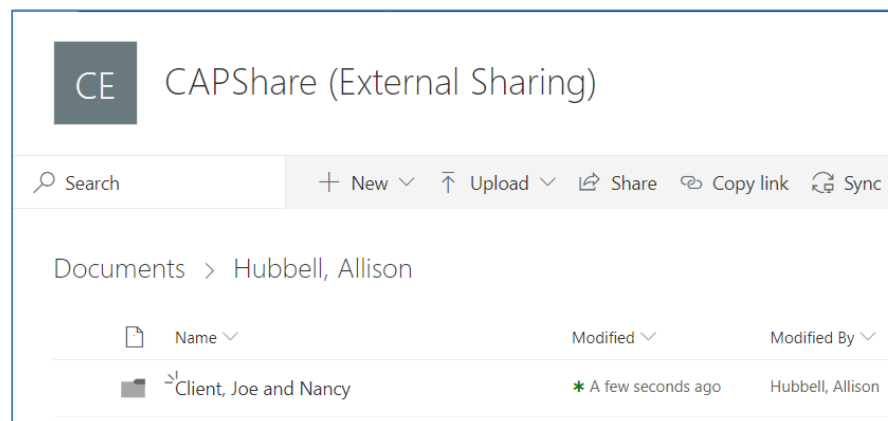 CE CAPShare (External Sharing)
Search New Upload Share Copy link Sync
Documents > Hubbell, Allison
Name Modified Modified By
Client, Joe and Nancy A few seconds ago Hubbell, Allison